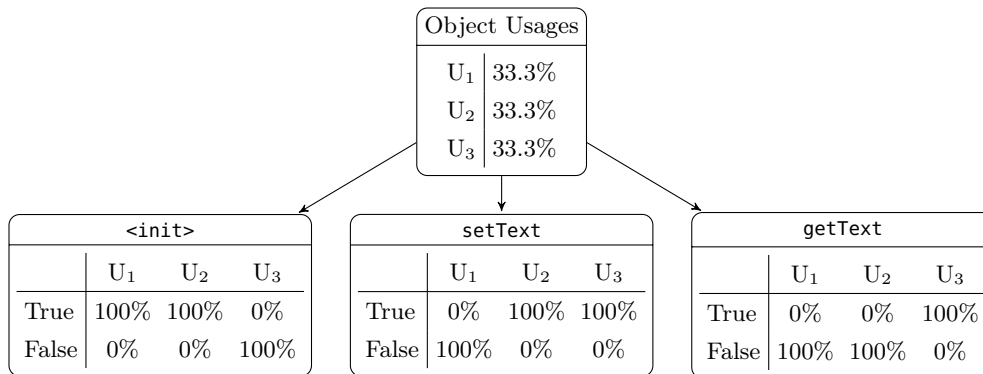 Object Usages
U₁ 33.3%
U₂ 33.3%
U₃ 33.3%
<init>
U₁ U₂ U₃
True 100% 100% 0%
False 0% 0% 100%
setText
U₁ U₂ U₃
True 0% 100% 100%
False 100% 0% 0%
getText
U₁ U₂ U₃
True 0% 0% 100%
False 100% 100% 0%